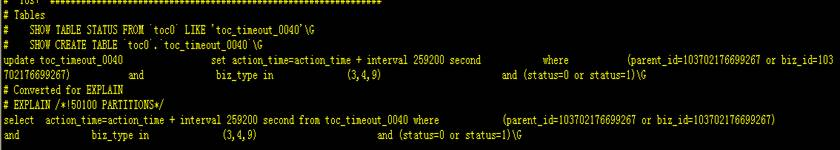 # Tables
#    SHOW TABLE STATUS FROM `toc0` LIKE 'toc_timeout_0040'\G
#    SHOW CREATE TABLE `toc0`.`toc_timeout_0040`\G
update toc_timeout_0040                set action_time=action_time + interval 259200 second           where           (parent_id=103702176699267 or biz_id=103
702176699267)          and          biz_type in             (3,4,9)                     and (status=0 or status=1)\G
# Converted for EXPLAIN
# EXPLAIN /*!50100 PARTITIONS*/
select  action_time=action_time + interval 259200 second from toc_timeout_0040 where           (parent_id=103702176699267 or biz_id=103702176699267)
and          biz_type in             (3,4,9)                     and (status=0 or status=1)\G